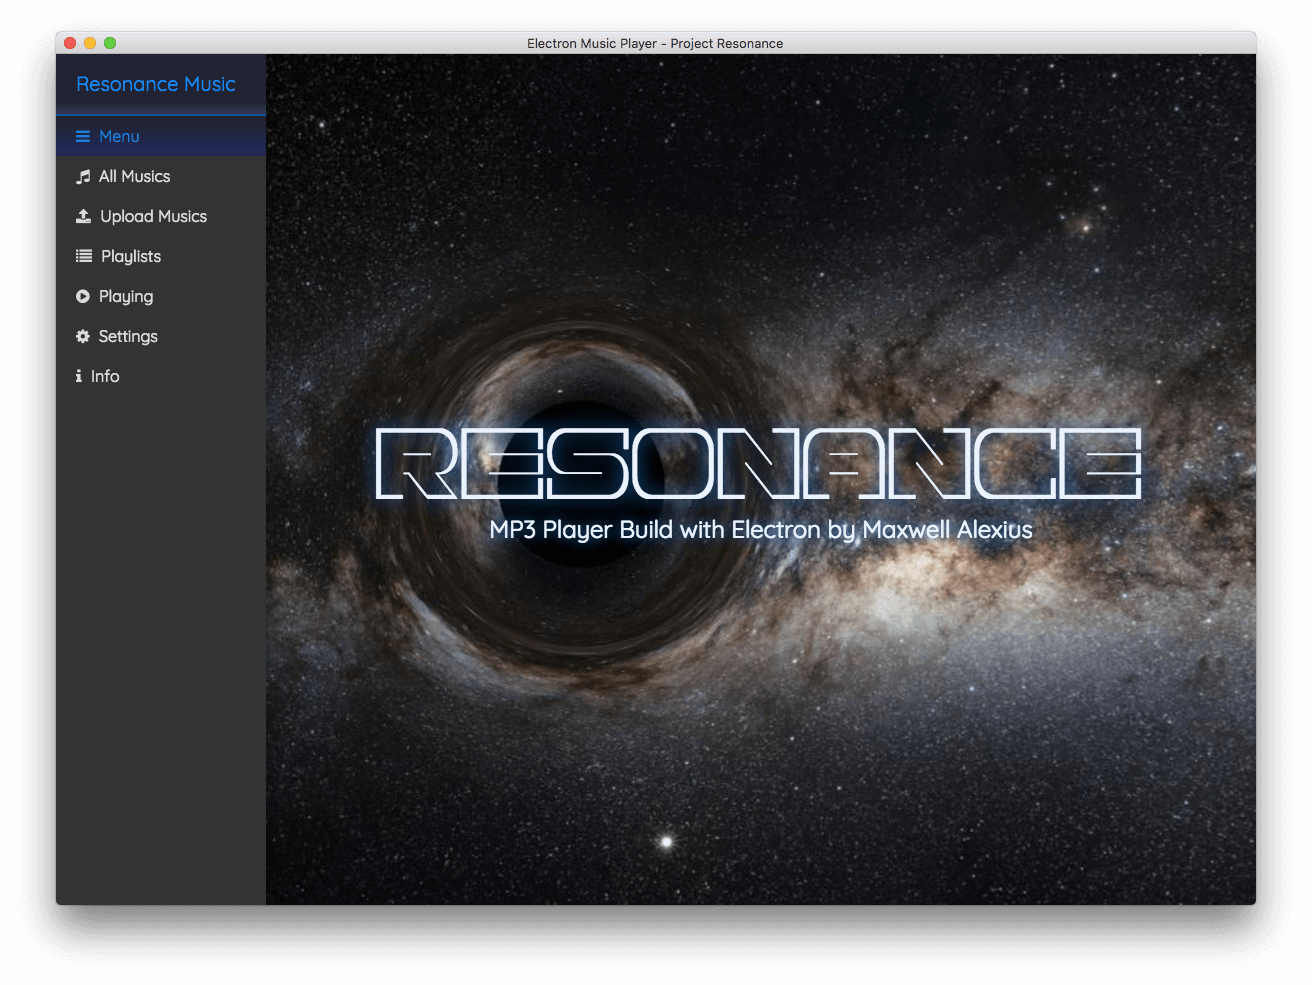 Electron Music Player - Project Resonance
Resonance Music
Menu
All Musics
Upload Musics
Playlists
Playing
Settings
Info
RESONANCE
MP3 Player Build with Electron by Maxwell Alexius